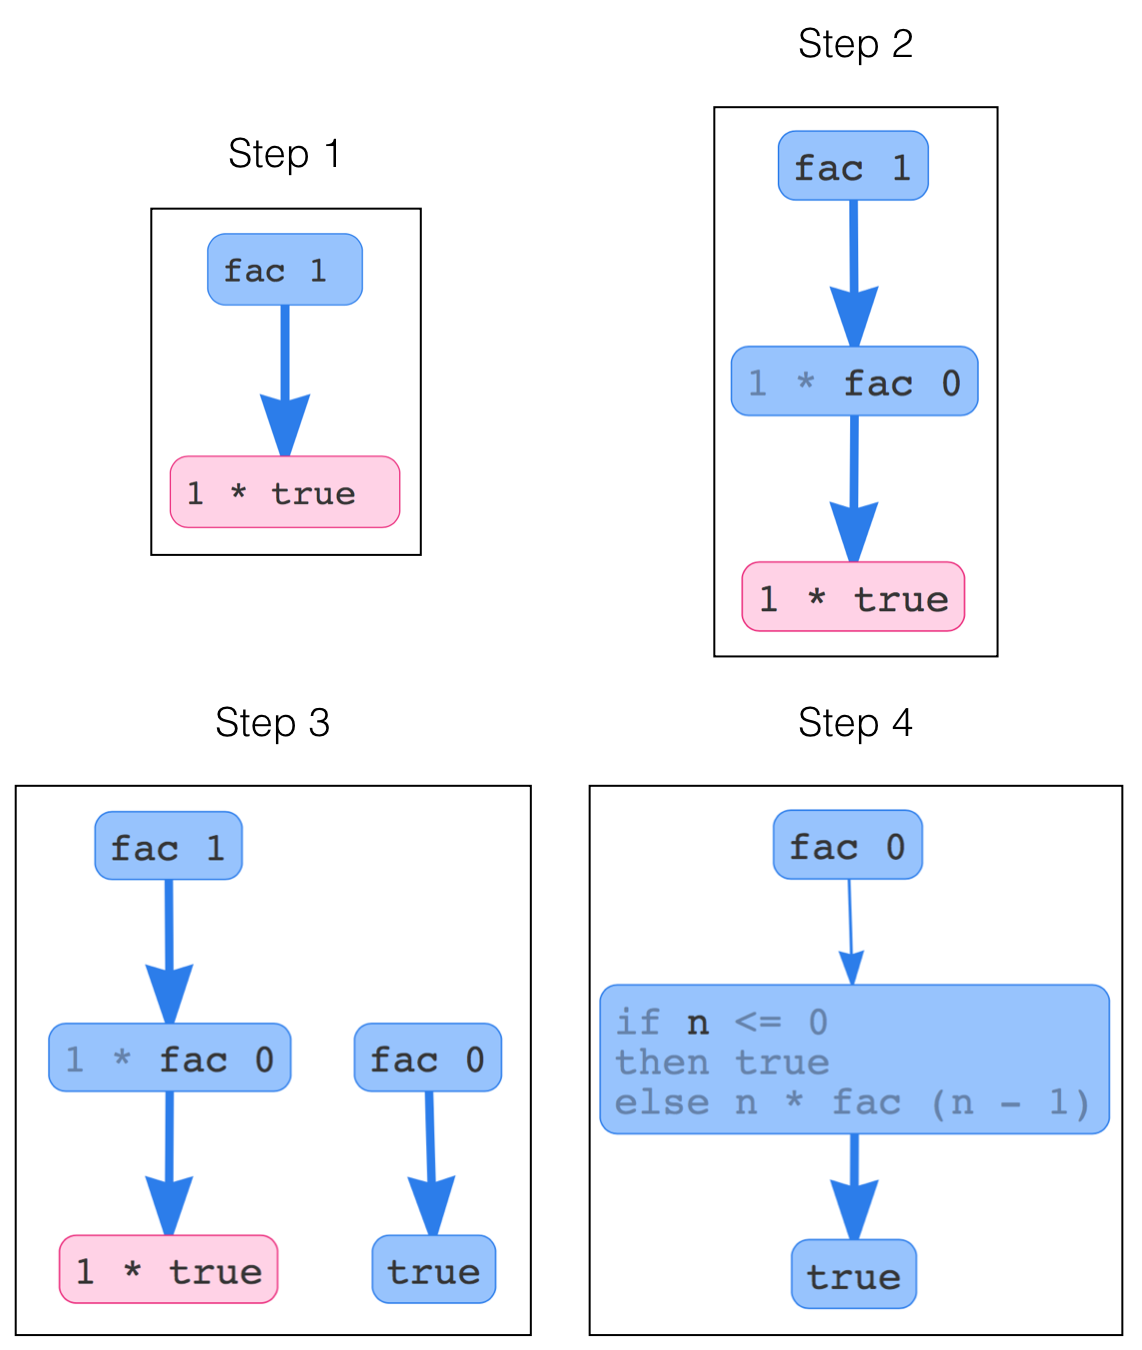 Step 1
fac 1
1 * true
Step 2
fac 1
1 * fac 0
1 * true
Step 3
fac 1
1 * fac 0
1 * true
fac 0
true
Step 4
fac 0
if n <= 0
then true
else n * fac (n - 1)
true